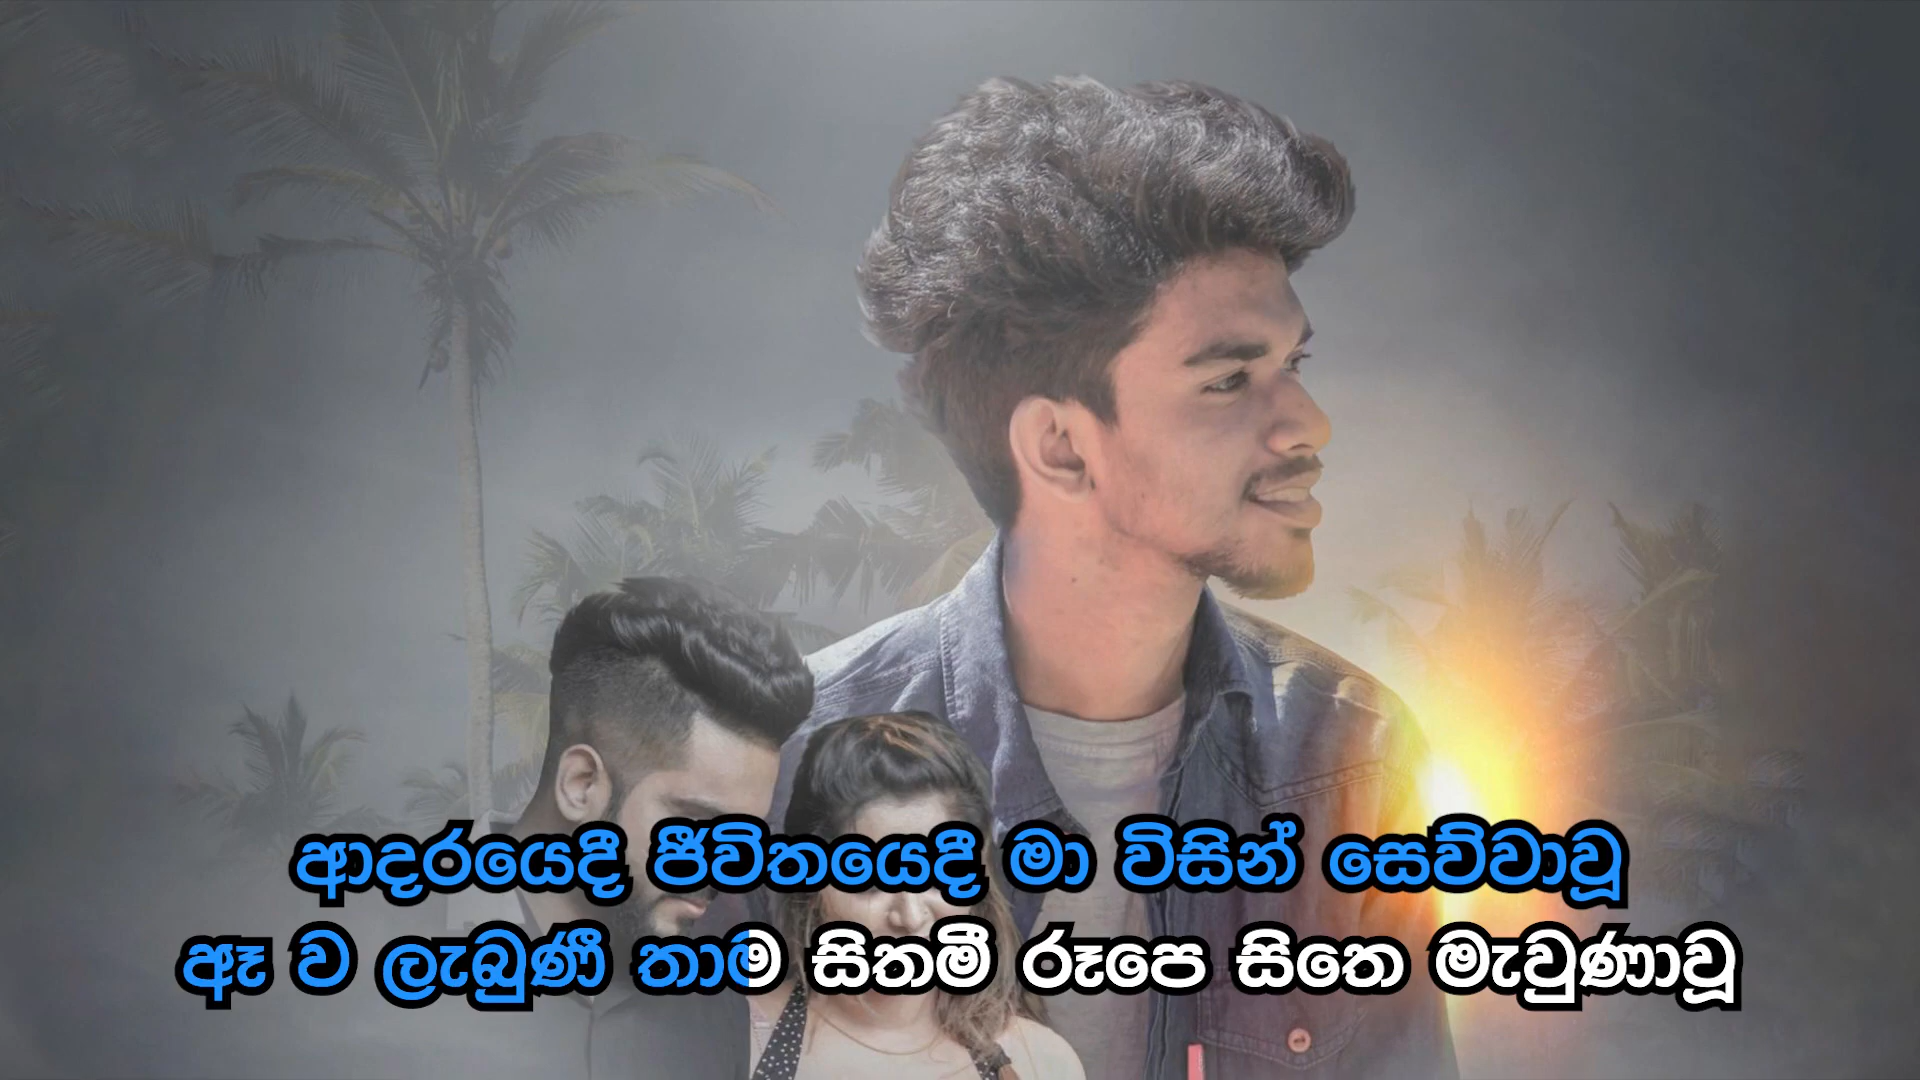 ආදරයෙදී ජීවිතයෙදී මා විසින් සෙව්වාවූ
ඈ ව ලැබුණී තාම සිතමී රූපෙ සිතෙ මැවුණාවූ